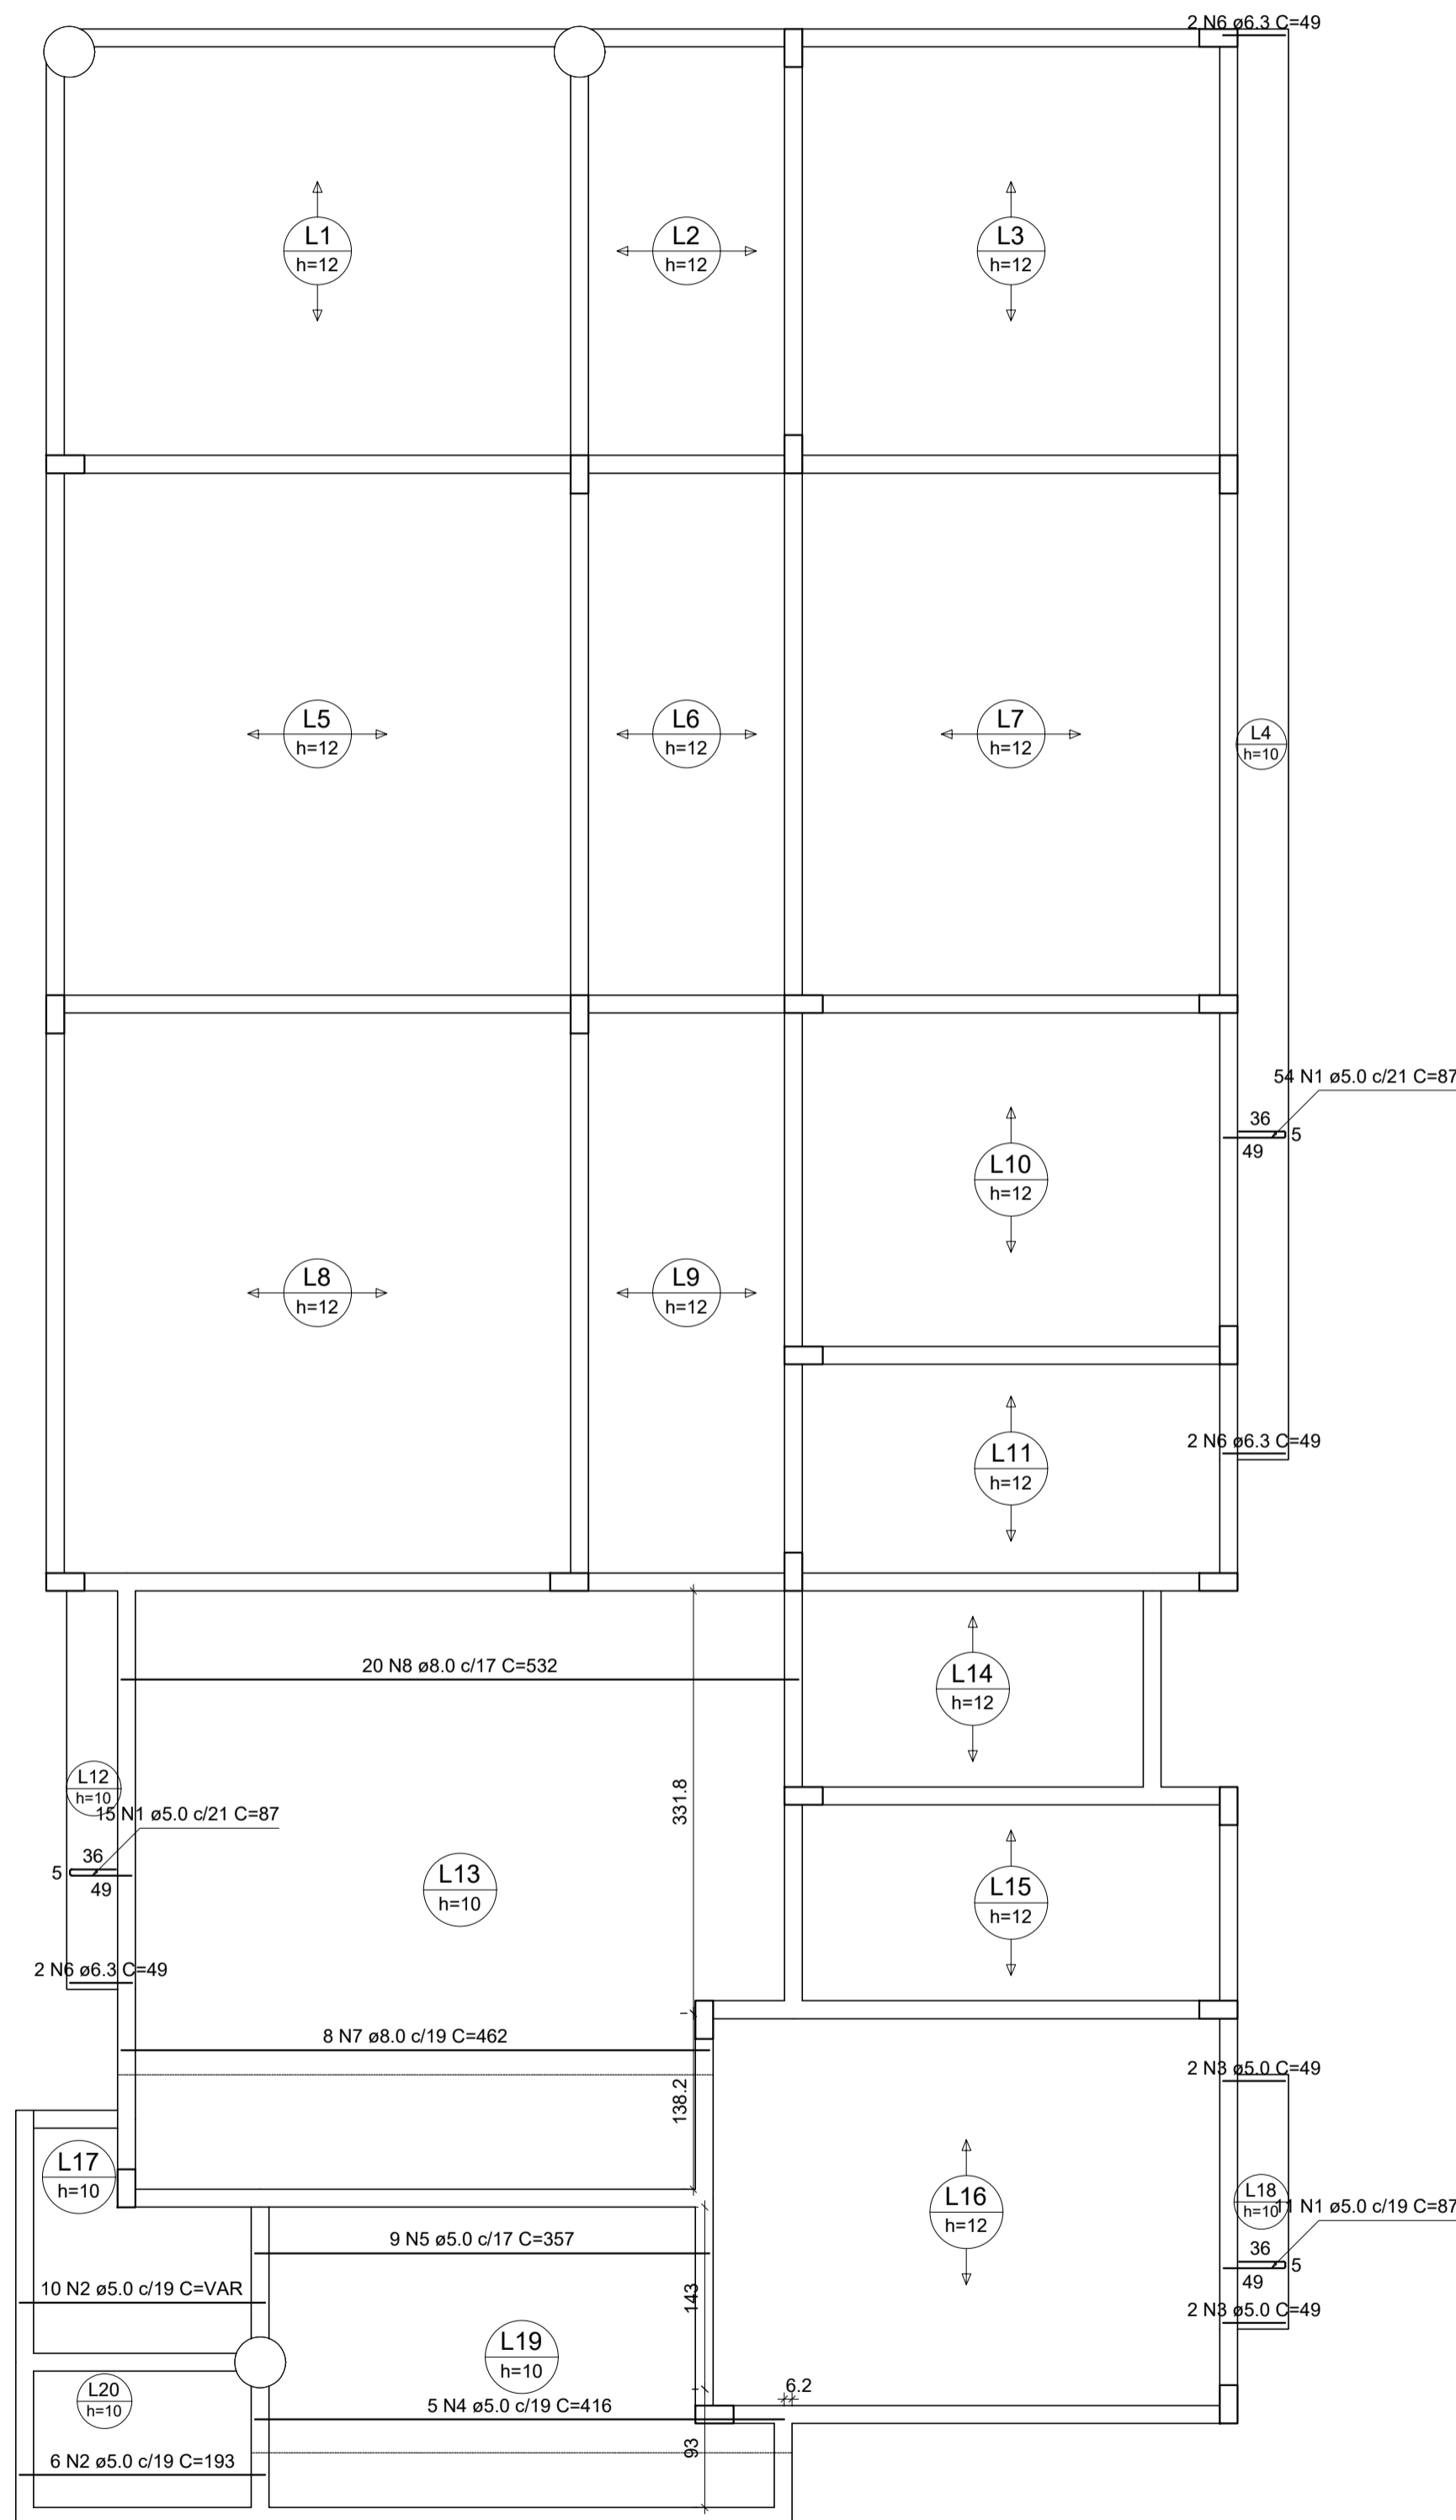 2 N6 ø6.3 C=49
L1
h=12
L2
h=12
L3
h=12
L5
h=12
L6
h=12
L7
h=12
L4
h=10
54 N1 ø5.0 c/21 C=87
36
5
49
L10
h=12
L8
h=12
L9
h=12
2 N6 ø6.3 C=49
L11
h=12
20 N8 ø8.0 c/17 C=532
L14
h=12
331.8
L12
h=10
15 N1 ø5.0 c/21 C=87
36
5
49
L13
h=10
L15
h=12
2 N6 ø6.3 C=49
8 N7 ø8.0 c/19 C=462
2 N3 ø5.0 C=49
138.2
L17
h=10
L18
h=10
L16
h=12
11 N1 ø5.0 c/19 C=87
9 N5 ø5.0 c/17 C=357
36
5
49
10 N2 ø5.0 c/19 C=VAR
143
2 N3 ø5.0 C=49
L19
h=10
6.2
L20
h=10
5 N4 ø5.0 c/19 C=416
93
6 N2 ø5.0 c/19 C=193